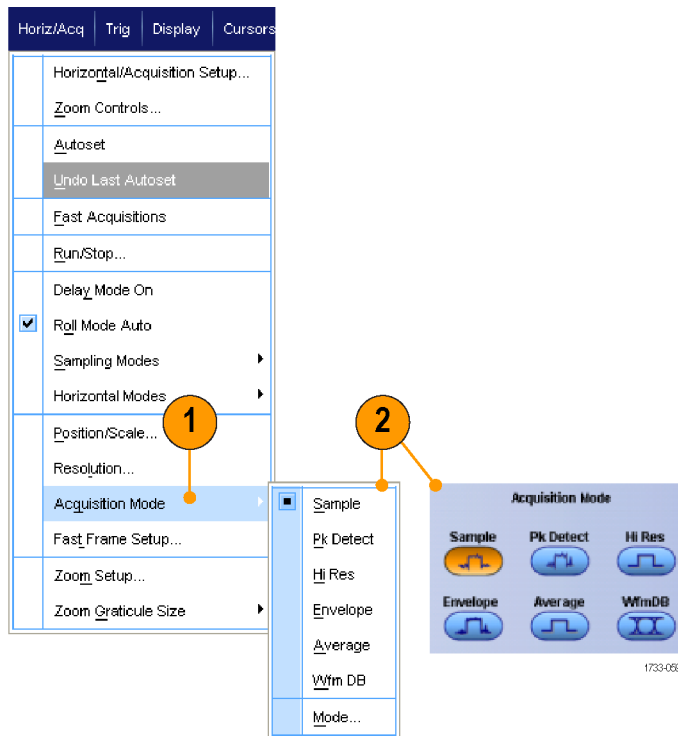 Horiz/Acq Trig Display Cursors
Horizontal/Acquisition Setup...
Zoom Controls...
Autoset
Undo Last Autoset
Fast Acquisitions
Run/Stop...
Delay Mode On
Roll Mode Auto
Sampling Modes
Horizontal Modes
Position/Scale...
Resolution...
Acquisition Mode
Fast Frame Setup...
Zoom Setup...
Zoom Graticule Size
1
2
Sample
Pk Detect
Hi Res
Envelope
Average
Wfm DB
Mode...
Acquisition Mode
Sample Pk Detect Hi Res
Envelope Average WfmDB